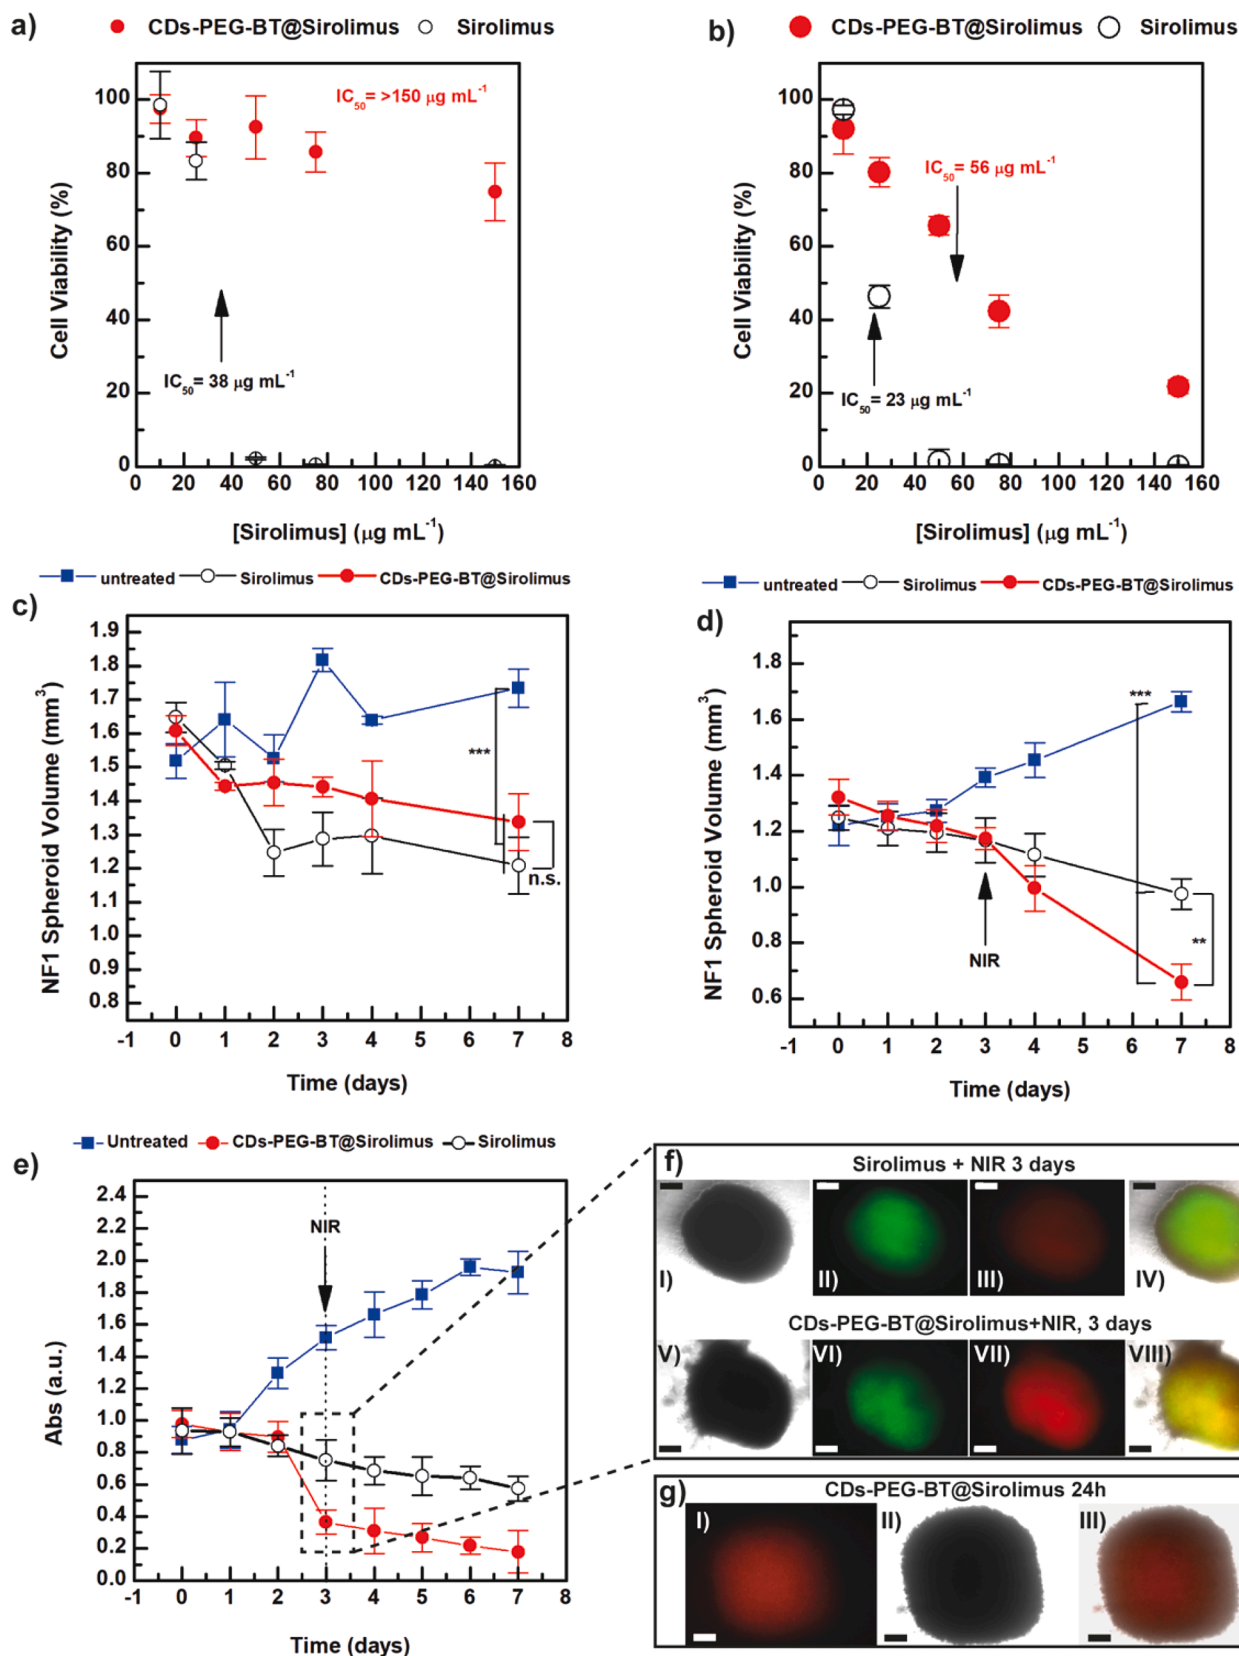 a)
CDs-PEG-BT@Sirolimus Sirolimus
IC50= >150 µg mL-1
IC50= 38 µg mL-1
Cell Viability (%)
100
80
60
40
20
0
0 20 40 60 80 100 120 140 160
[Sirolimus] (µg mL-1)
b)
CDs-PEG-BT@Sirolimus Sirolimus
IC50= 56 µg mL-1
IC50= 23 µg mL-1
Cell Viability (%)
100
80
60
40
20
0
0 20 40 60 80 100 120 140 160
[Sirolimus] (µg mL-1)
c)
untreated Sirolimus CDs-PEG-BT@Sirolimus
NF1 Spheroid Volume (mm3)
1.9
1.8
1.7
1.6
1.5
1.4
1.3
1.2
1.1
1.0
0.9
0.8
***
n.s.
-1 0 1 2 3 4 5 6 7 8
Time (days)
d)
untreated Sirolimus CDs-PEG-BT@Sirolimus
NF1 Spheroid Volume (mm3)
1.8
1.6
1.4
1.2
1.0
0.8
0.6
***
**
NIR
-1 0 1 2 3 4 5 6 7 8
Time (days)
e)
Untreated CDs-PEG-BT@Sirolimus Sirolimus
Abs (a.u.)
2.4
2.2
2.0
1.8
1.6
1.4
1.2
1.0
0.8
0.6
0.4
0.2
0.0
NIR
-1 0 1 2 3 4 5 6 7 8
Time (days)
f)
Sirolimus + NIR 3 days
I) II) III) IV)
CDs-PEG-BT@Sirolimus+NIR, 3 days
V) VI) VII) VIII)
g)
CDs-PEG-BT@Sirolimus 24h
I) II) III)